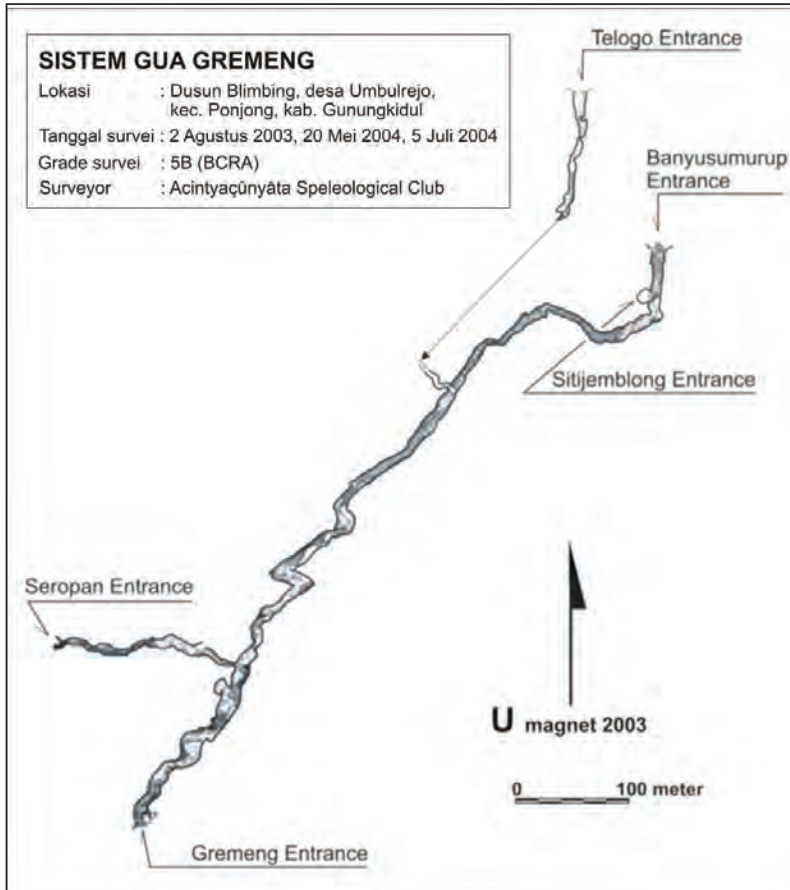 SISTEM GUA GREMENG
Lokasi : Dusun Blimbing, desa Umbulrejo,
kec. Ponjong, kab. Gunungkidul
Tanggal survei : 2 Agustus 2003, 20 Mei 2004, 5 Juli 2004
Grade survei : 5B (BCRA)
Surveyor : Acintyaçûnyâta Speleological Club
Telogo Entrance
Banyusumurup
Entrance
Sitijemblong Entrance
Seropan Entrance
U magnet 2003
0 100 meter
Gremeng Entrance